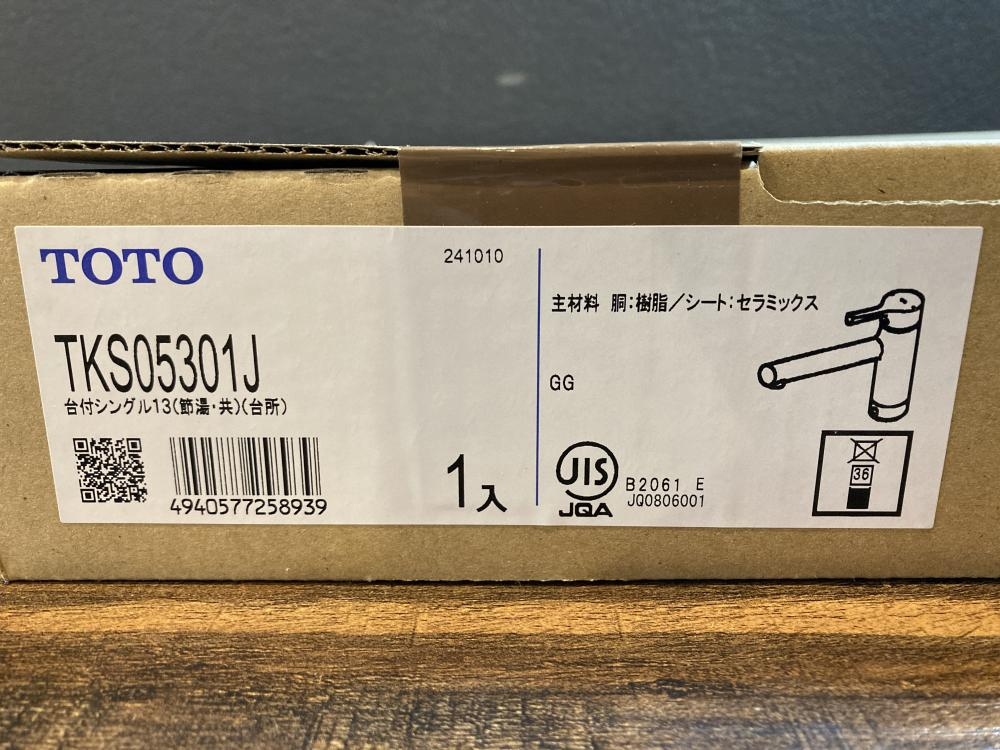 TOTO
241010
TKS05301J
台付シングル13(節湯・共)(台所)
4940577258939
1入
主材料 胴:樹脂/シート:セラミックス
GG
JIS
JQA
B2061 E
JQ0806001
36